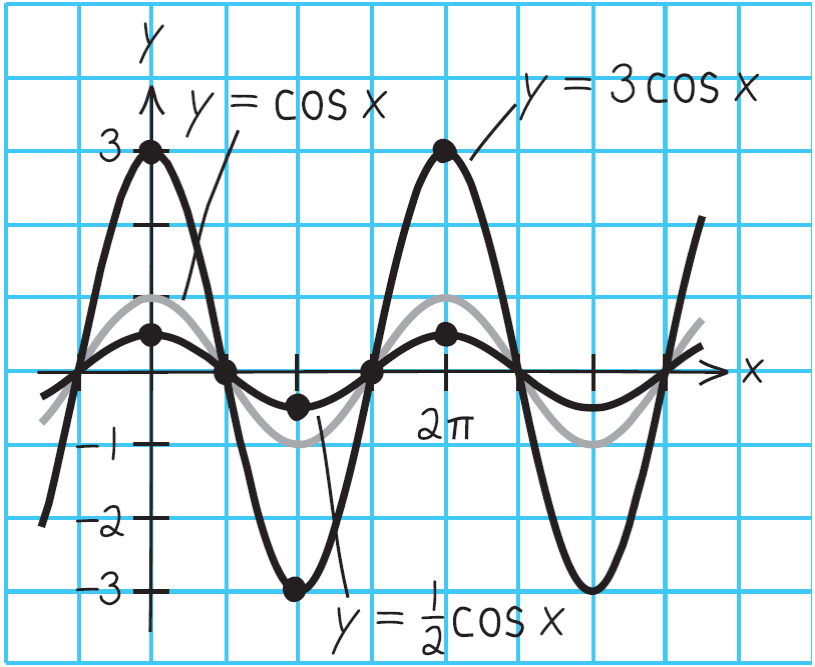 y
y = cos x
y = 3 cos x
3
x
2π
-1
-2
-3
y = 1/2 cos x